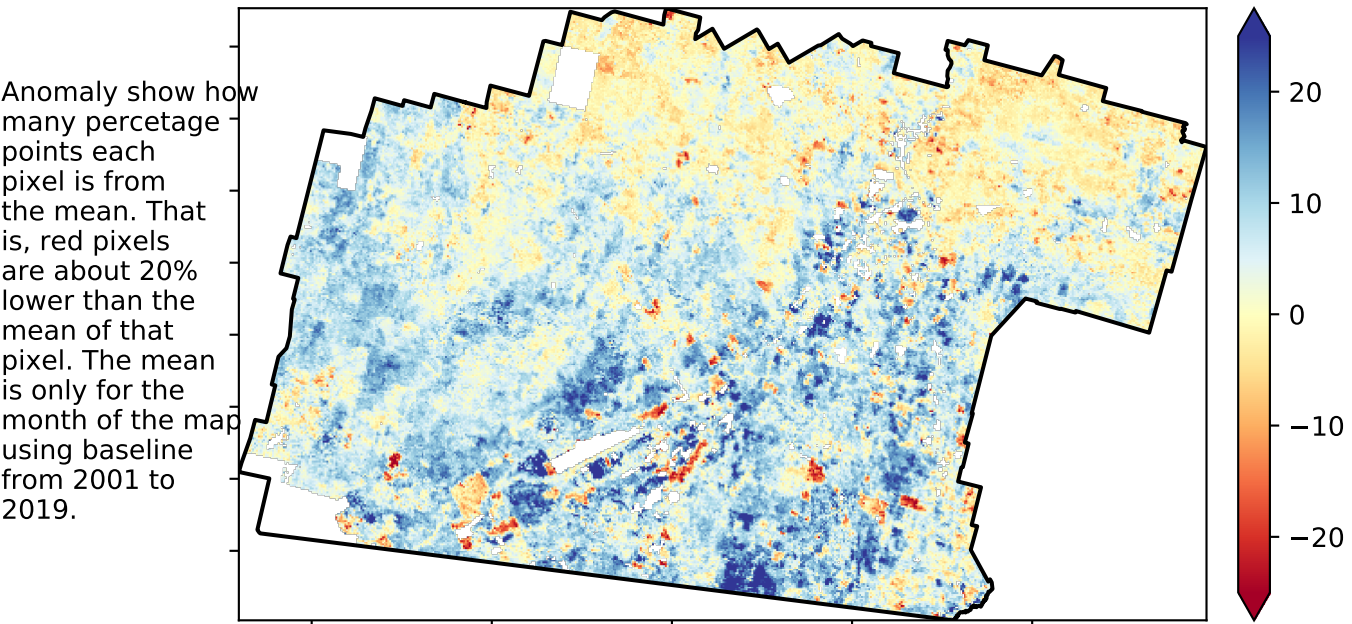 Anomaly show how
many percetage
points each
pixel is from
the mean. That
is, red pixels
are about 20%
lower than the
mean of that
pixel. The mean
is only for the
month of the map
using baseline
from 2001 to
2019.
20
10
0
−10
−20